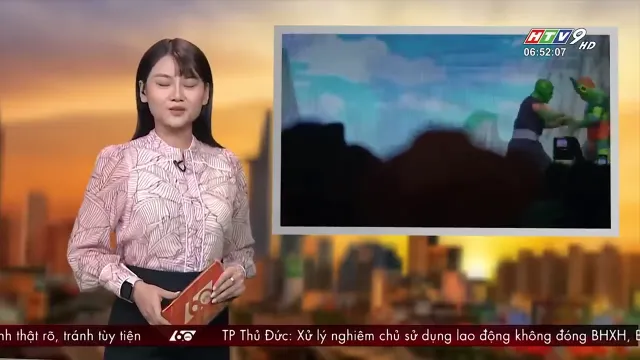 HTV9 HD
06:52:07
nh thật rõ, tránh tùy tiện 60 TP Thủ Đức: Xử lý nghiêm chủ sử dụng lao động không đóng BHXH, B